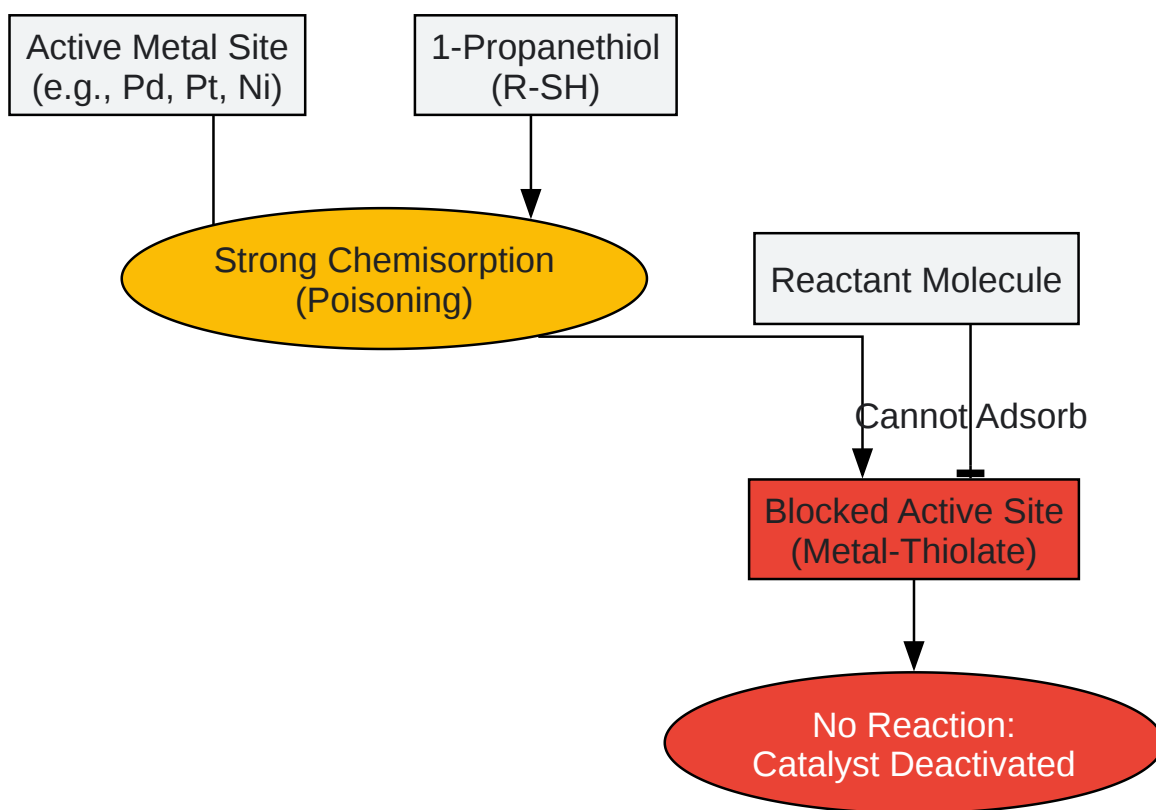 Active Metal Site
(e.g., Pd, Pt, Ni)
1-Propanethiol
(R-SH)
Strong Chemisorption
(Poisoning)
Reactant Molecule
Cannot Adsorb
Blocked Active Site
(Metal-Thiolate)
No Reaction:
Catalyst Deactivated